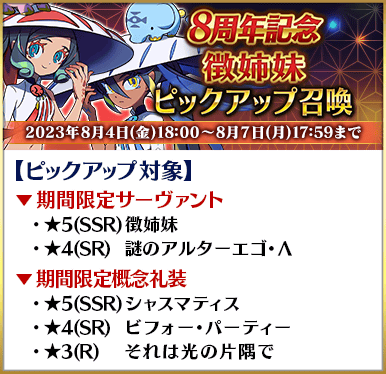 8周年記念
徴姉妹
ピックアップ召喚
2023年8月4日(金)18:00～8月7日(月)17:59まで
【ピックアップ対象】
▼期間限定サーヴァント
・★5(SSR)徴姉妹
・★4(SR) 謎のアルターエゴ・Λ
▼期間限定概念礼装
・★5(SSR)シャスマティス
・★4(SR) ビフォー・パーティー
・★3(R) それは光の片隅で